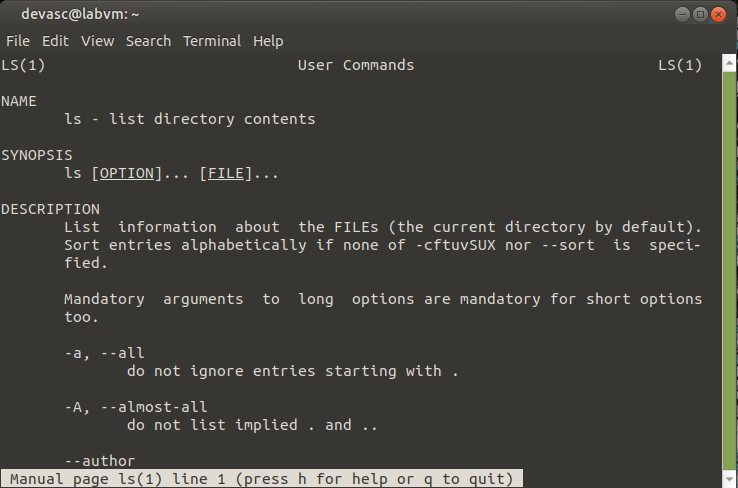 devasc@labvm: ~
File Edit View Search Terminal Help
LS(1) User Commands LS(1)
NAME
ls - list directory contents
SYNOPSIS
ls [OPTION]... [FILE]...
DESCRIPTION
List information about the FILEs (the current directory by default).
Sort entries alphabetically if none of -cftuvSUX nor --sort is speci-
fied.
Mandatory arguments to long options are mandatory for short options
too.
-a, --all
do not ignore entries starting with .
-A, --almost-all
do not list implied . and ..
--author
Manual page ls(1) line 1 (press h for help or q to quit)